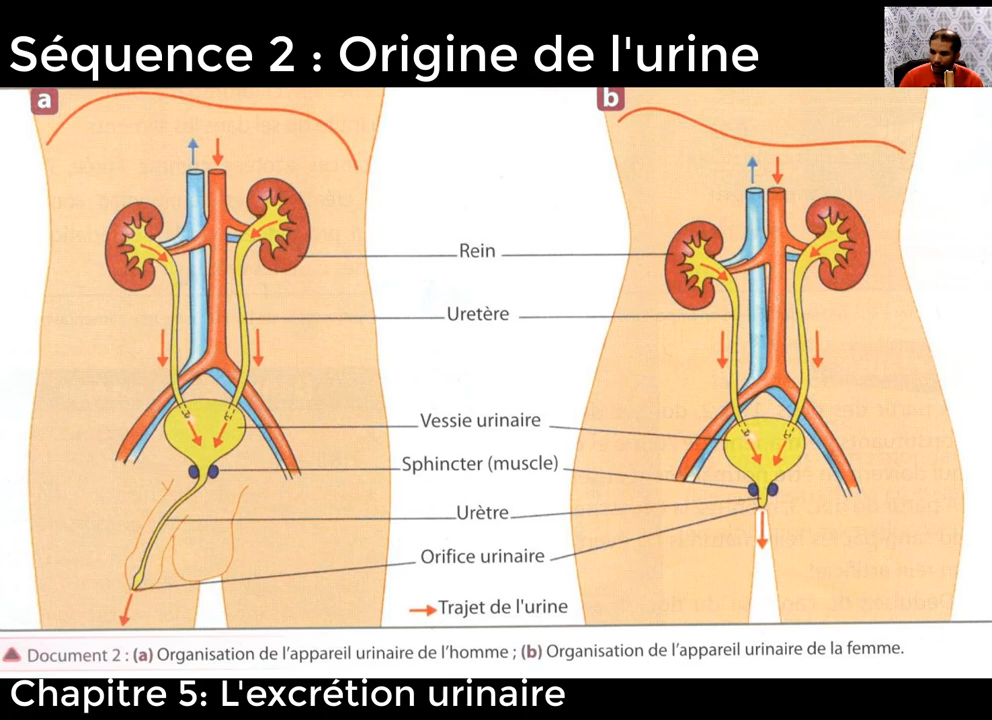 Séquence 2 : Origine de l'urine
a
b
Rein
Uretère
Vessie urinaire
Sphincter (muscle)
Urètre
Orifice urinaire
Trajet de l'urine
Document 2 : (a) Organisation de l'appareil urinaire de l'homme ; (b) Organisation de l'appareil urinaire de la femme.
Chapitre 5: L'excrétion urinaire